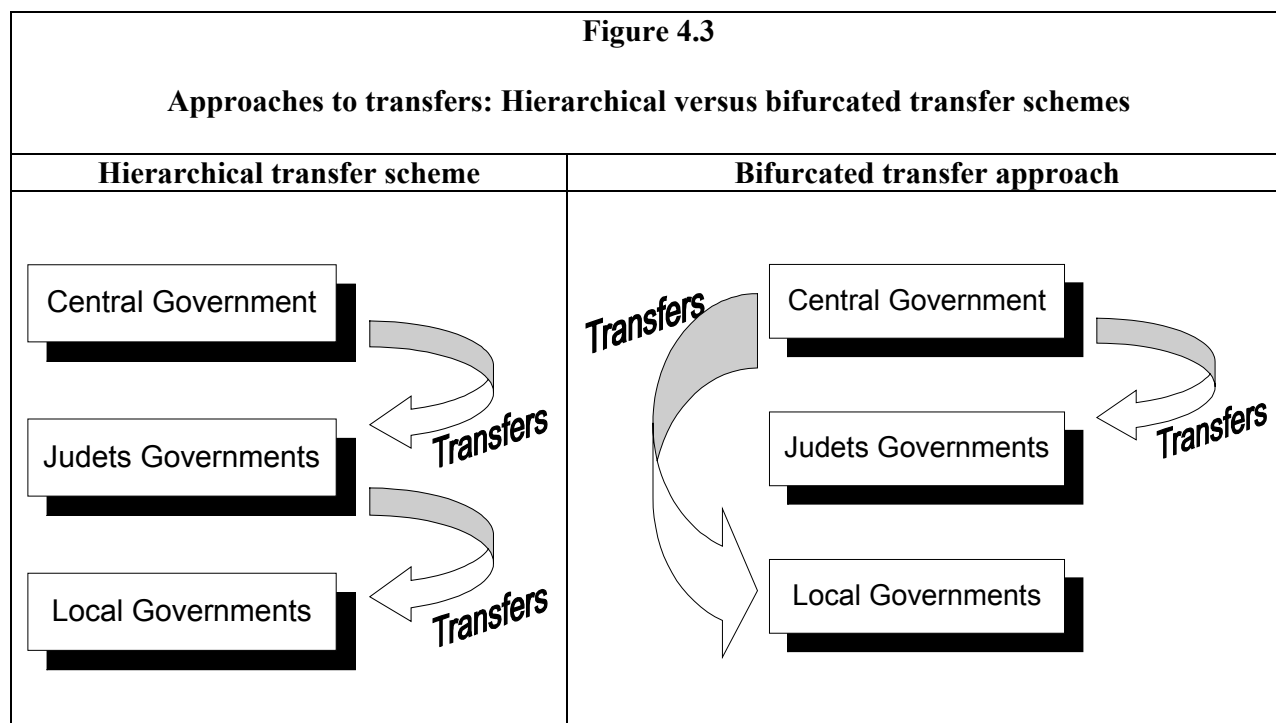 Figure 4.3
Approaches to transfers: Hierarchical versus bifurcated transfer schemes
Hierarchical transfer scheme
Bifurcated transfer approach
Central Government
Transfers
Judets Governments
Transfers
Local Governments
Transfers
Central Government
Transfers
Judets Governments
Local Governments